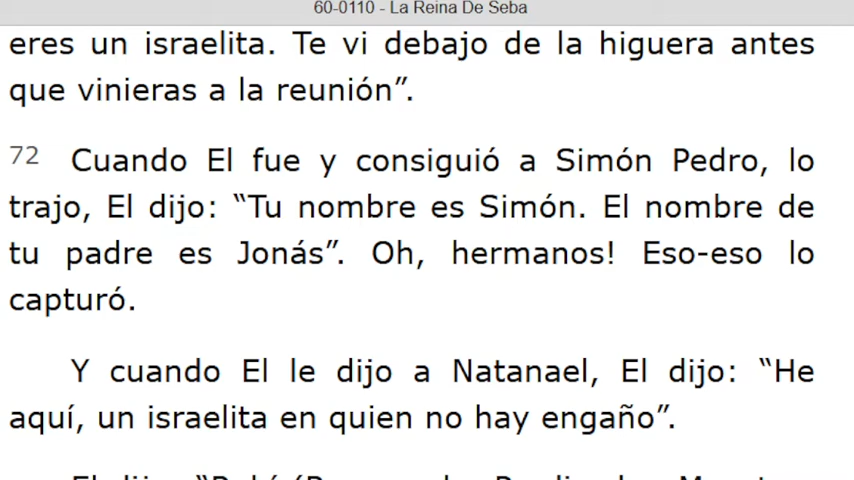 60-0110 - La Reina De Seba
eres un israelita. Te vi debajo de la higuera antes
que vinieras a la reunión”.
72 Cuando El fue y consiguió a Simón Pedro, lo
trajo, El dijo: “Tu nombre es Simón. El nombre de
tu padre es Jonás”. Oh, hermanos! Eso-eso lo
capturó.
Y cuando El le dijo a Natanael, El dijo: “He
aquí, un israelita en quien no hay engaño”.
El dijo: